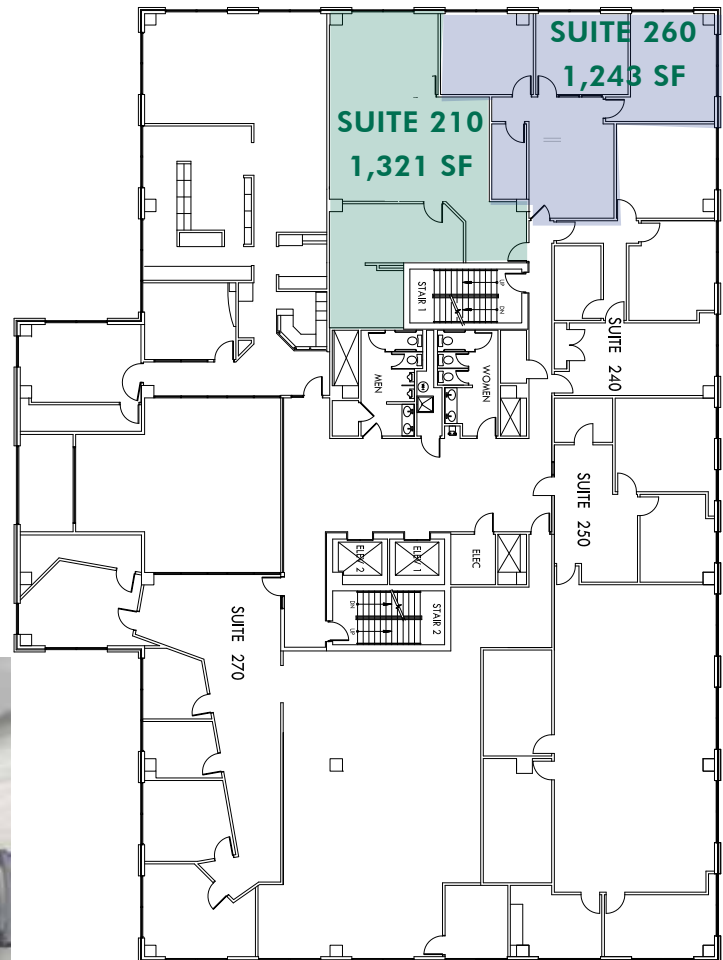 SUITE 260
1,243 SF
SUITE 210
1,321 SF
STAIR 1
UP
DN
SUITE 240
MEN
WOMEN
SUITE 250
ELEV 2
ELEV 1
ELEC
DN
UP
STAIR 2
SUITE 270